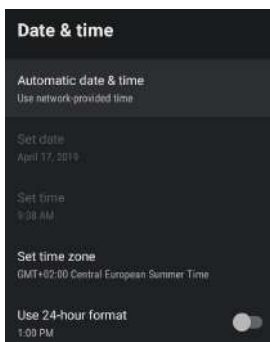 Date & time
Automatic date & time
Use network-provided time
Set date
April 17, 2019
Set time
9:38 AM
Set time zone
GMT+02:00 Central European Summer Time
Use 24-hour format
1:00 PM